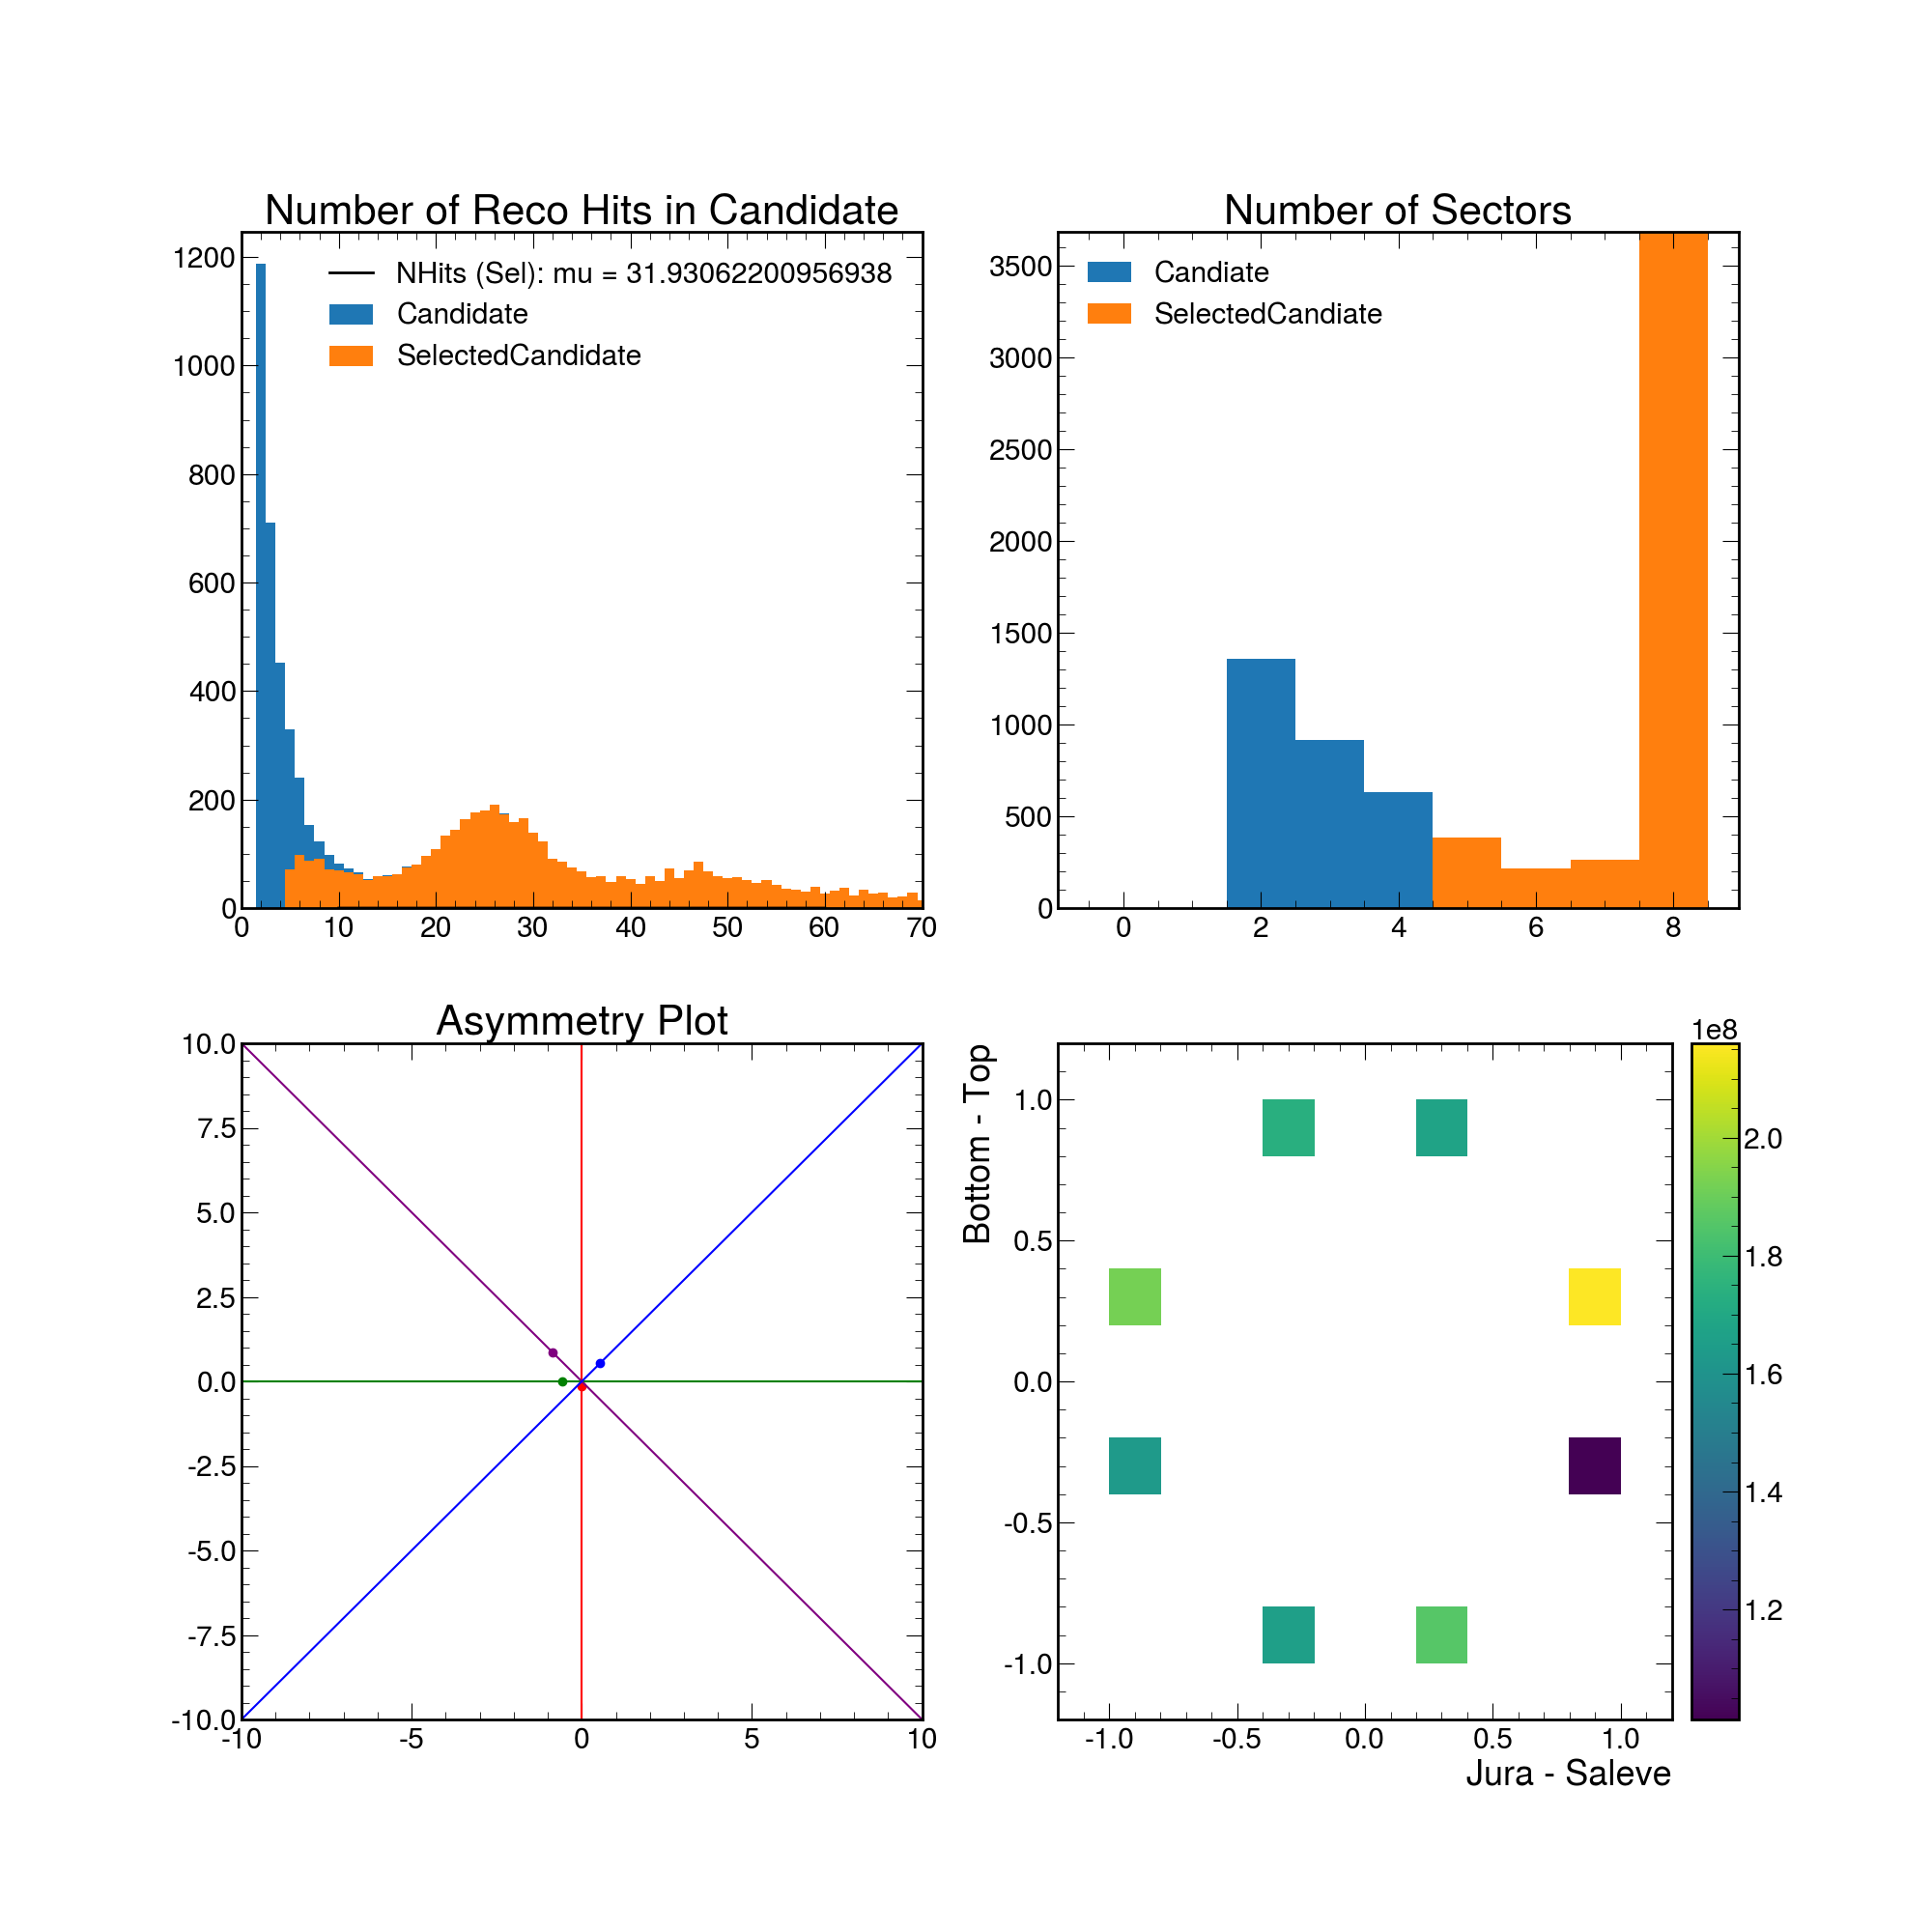 Number of Reco Hits in Candidate
1200
1000
800
600
400
200
0
NHits (Sel): mu = 31.93062200956938
Candidate
SelectedCandidate
0 10 20 30 40 50 60 70
Number of Sectors
3500
3000
2500
2000
1500
1000
500
0
Candiate
SelectedCandiate
0 2 4 6 8
Asymmetry Plot
10.0
7.5
5.0
2.5
0.0
-2.5
-5.0
-7.5
-10.0
-10 -5 0 5 10
Bottom - Top
1.0
0.5
0.0
-0.5
-1.0
-1.0 -0.5 0.0 0.5 1.0
Jura - Saleve
1e8
2.0
1.8
1.6
1.4
1.2